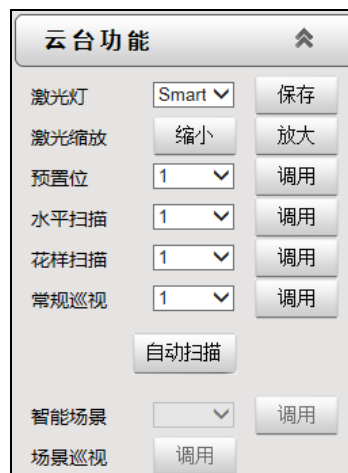 云台功能
激光灯 Smart 保存
激光缩放 缩小 放大
预置位 1 调用
水平扫描 1 调用
花样扫描 1 调用
常规巡视 1 调用
自动扫描
智能场景 调用
场景巡视 调用